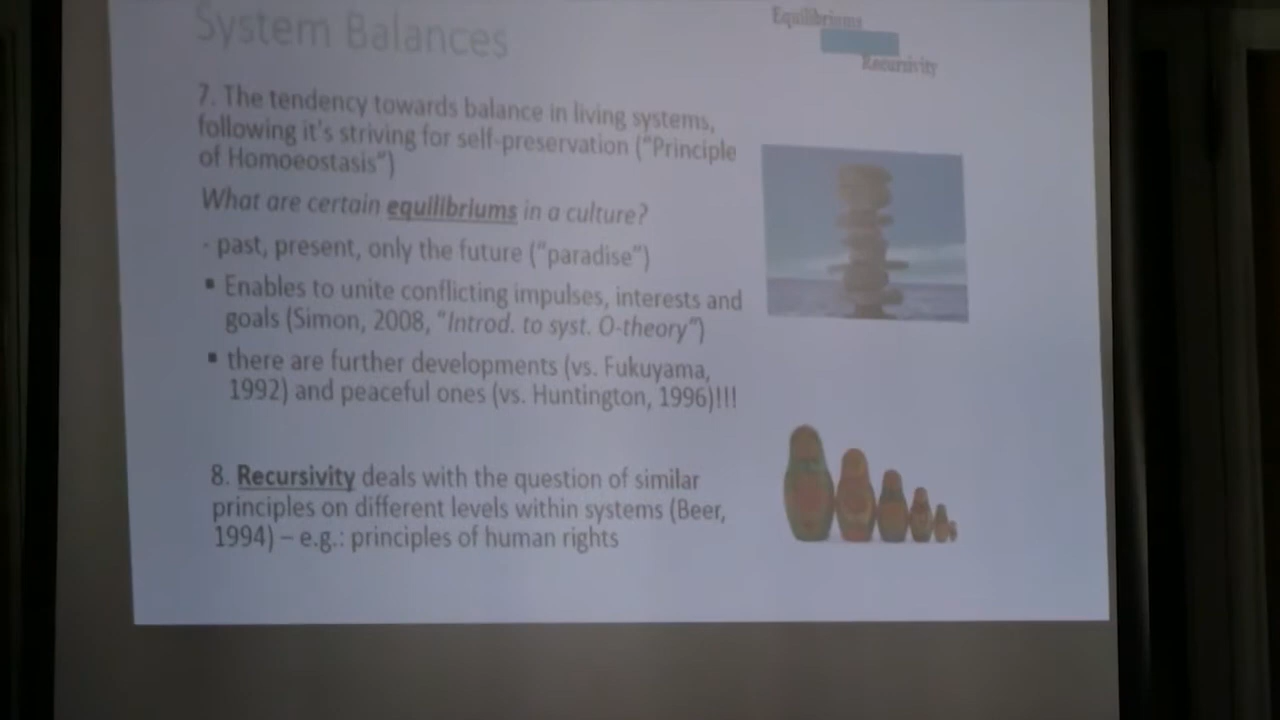 System Balances
Equilibriums
Recursivity
7. The tendency towards balance in living systems,
following it's striving for self-preservation ("Principle
of Homoeostasis")
What are certain equilibriums in a culture?
- past, present, only the future ("paradise")
▪ Enables to unite conflicting impulses, interests and
goals (Simon, 2008, "Introd. to syst. O-theory")
▪ there are further developments (vs. Fukuyama,
1992) and peaceful ones (vs. Huntington, 1996)!!!
8. Recursivity deals with the question of similar
principles on different levels within systems (Beer,
1994) – e.g.: principles of human rights